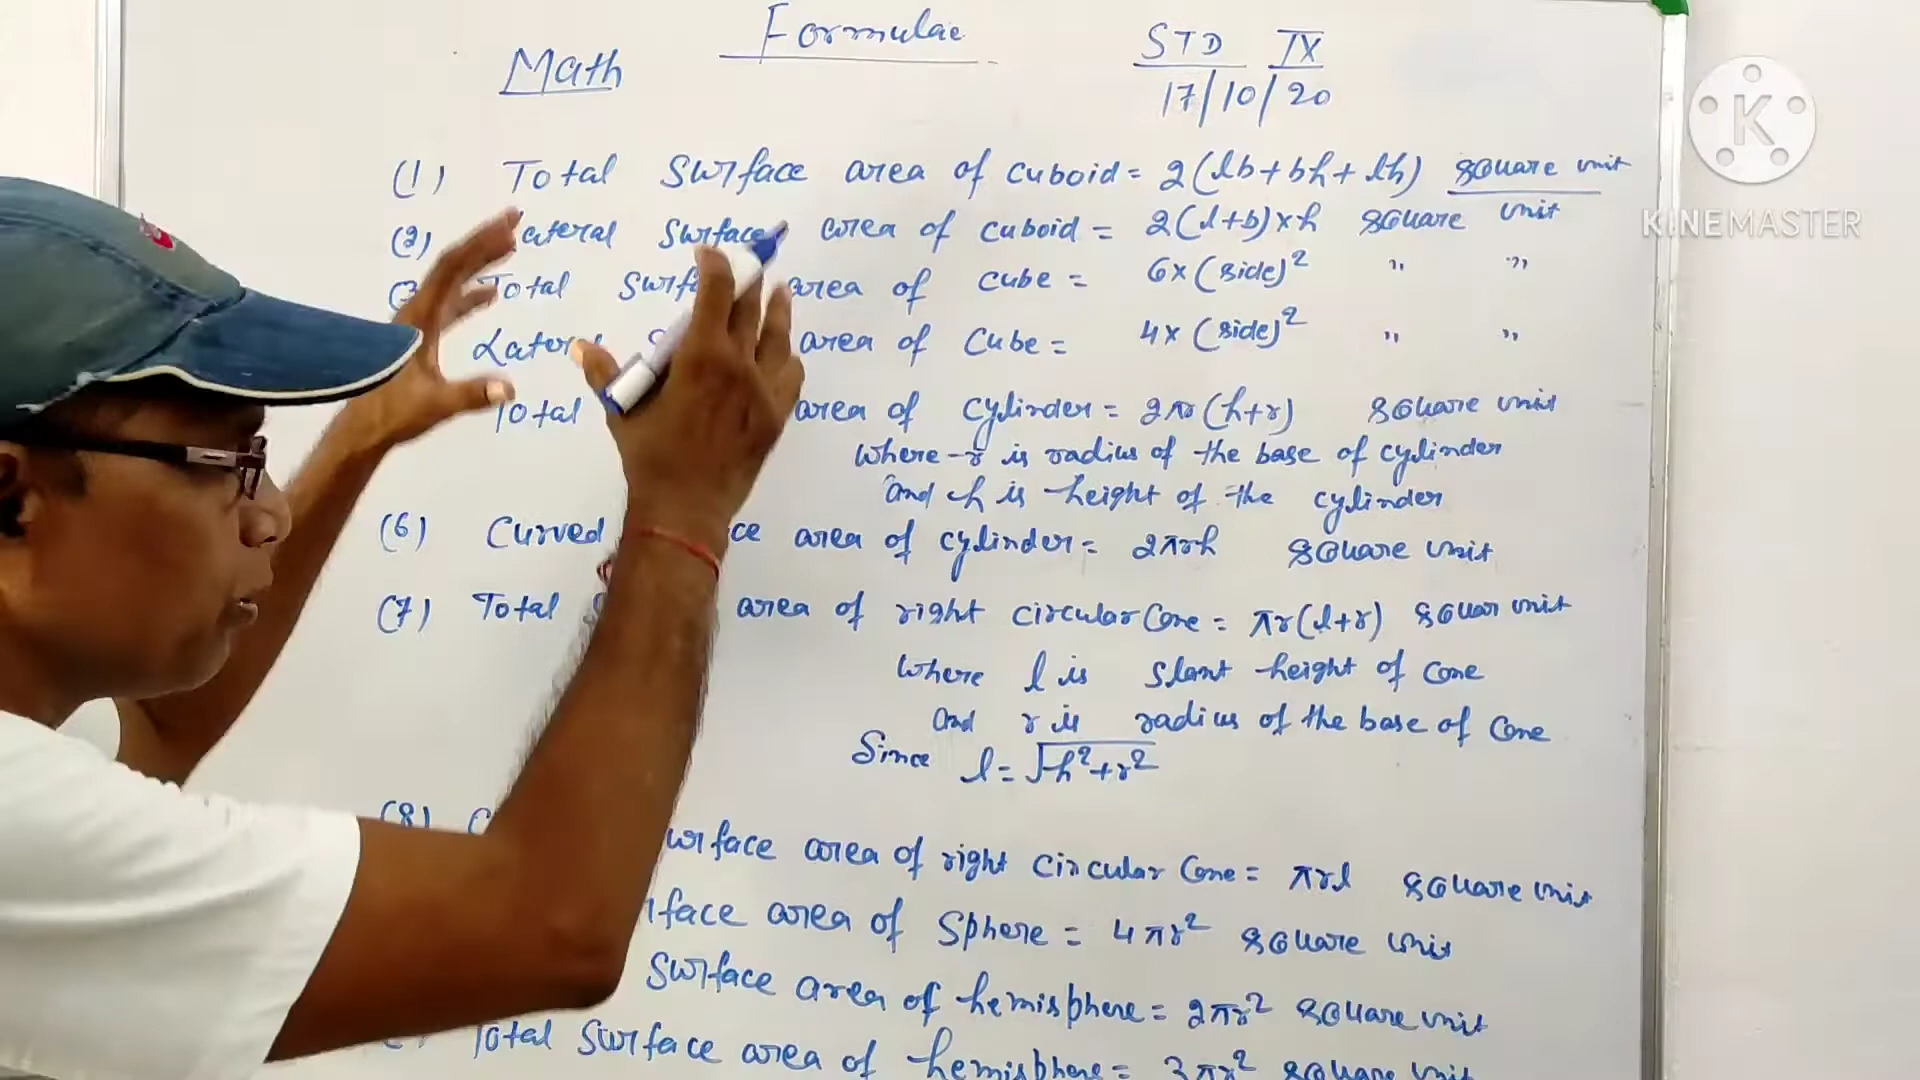 Formulae
Math
STD IX
17/10/20
(1) Total Surface area of cuboid = 2(lb+bh+lh) square unit
(2) Lateral Surface area of cuboid = 2(l+b)×h square unit
Total area of cube = 6×(side)² " "
Lateral area of Cube = 4×(side)² " "
Total area of cylinder = 2πr(h+r) square unit
Where - r is radius of the base of cylinder
and h is height of the cylinder
(6) Curved area of cylinder = 2πrh square unit
(7) Total area of right circular Cone = πr(l+r) squar unit
Where l is slant height of cone
and r is radius of the base of Cone
Since l = √h²+r²
(8) urface area of right circular Cone = πrl square unit
rface area of Sphere = 4πr² square unit
Surface area of hemisphere = 2πr² square unit
Total Surface area of hemisphere = 3πr² square unit
K
KINEMASTER